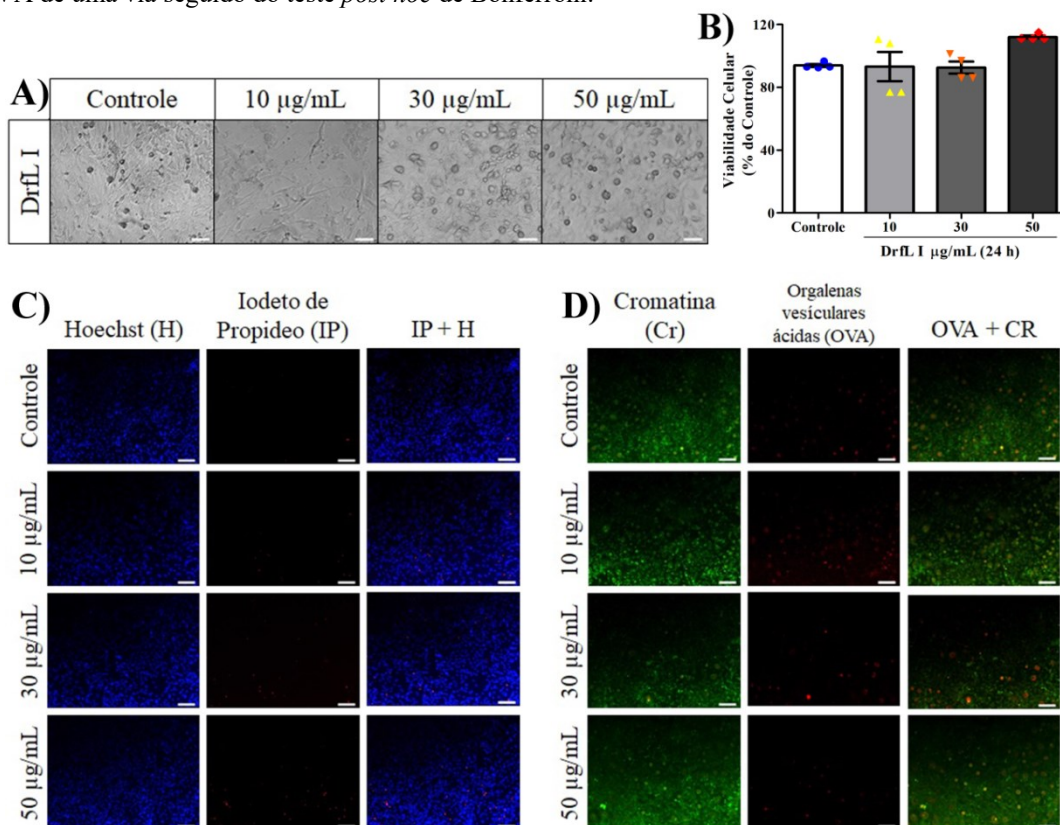 VA de uma via seguido do teste post hoc de Bonferroni.
A)
Controle 10 µg/mL 30 µg/mL 50 µg/mL
DrfL I
B)
Viabilidade Celular
(% do Controle)
120
80
40
0
Controle 10 30 50
DrfL I µg/mL (24 h)
C)
Hoechst (H)
Iodeto de
Propideo (IP)
IP + H
Controle
10 µg/mL
30 µg/mL
50 µg/mL
D)
Cromatina
(Cr)
Orgalenas
vesículares
ácidas (OVA)
OVA + CR
Controle
10 µg/mL
30 µg/mL
50 µg/mL